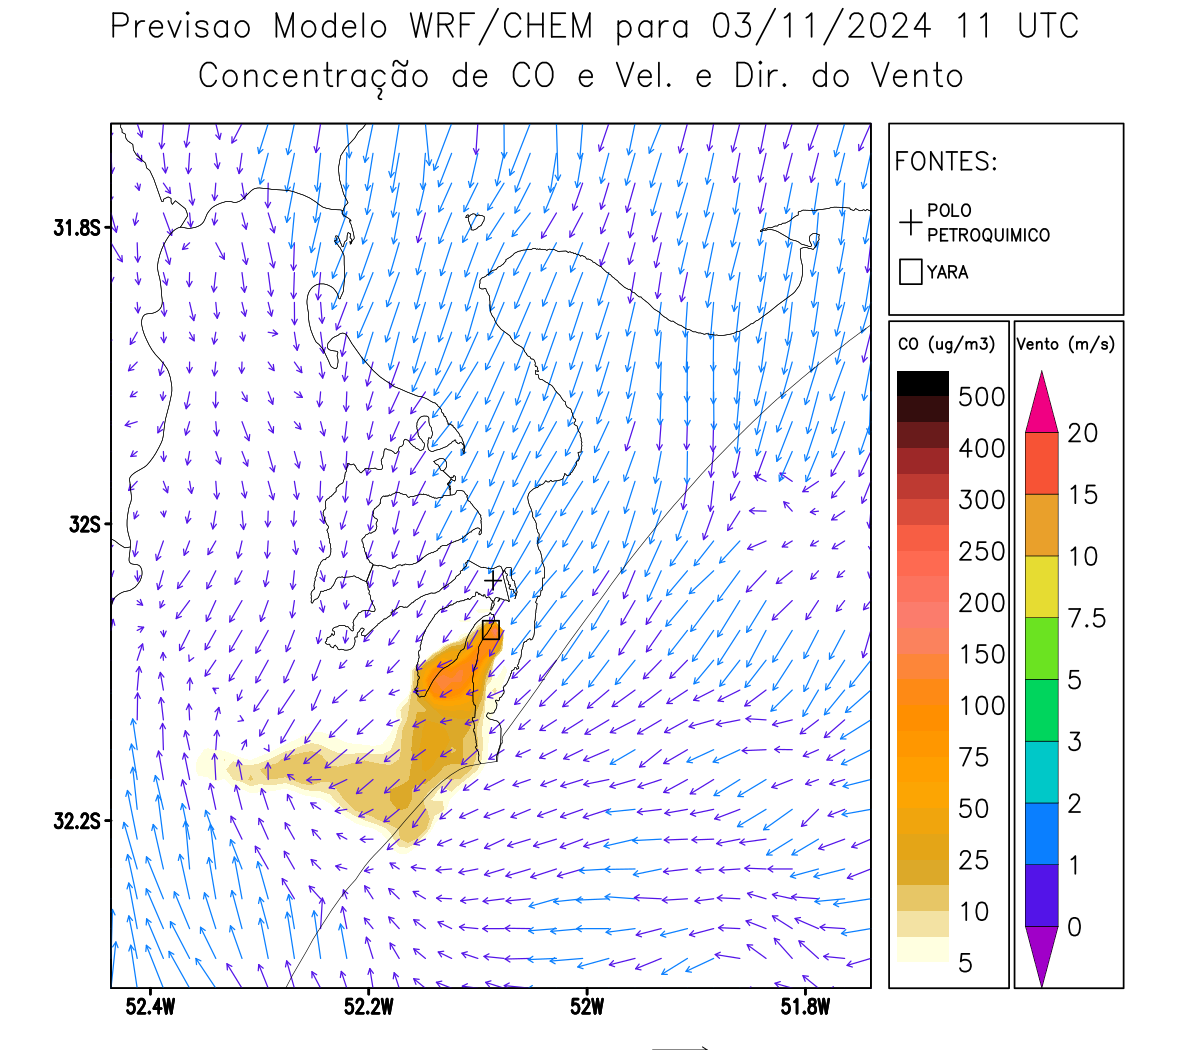 Previsao Modelo WRF/CHEM para 03/11/2024 11 UTC
Concentração de CO e Vel. e Dir. do Vento
FONTES:
POLO
PETROQUIMICO
YARA
CO (ug/m3)
500
400
300
250
200
150
100
75
50
25
10
5
Vento (m/s)
20
15
10
7.5
5
3
2
1
0
31.8S
32S
32.2S
52.4W
52.2W
52W
51.8W